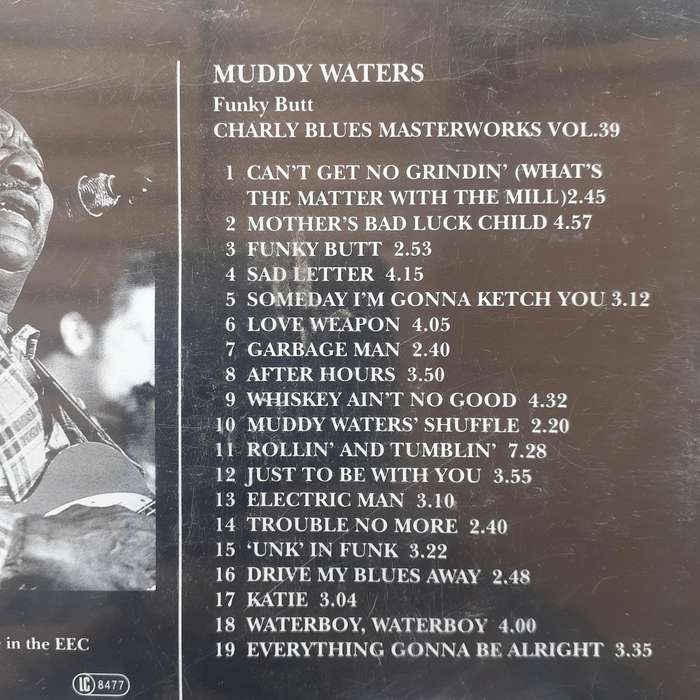 MUDDY WATERS
Funky Butt
CHARLY BLUES MASTERWORKS VOL.39
1 CAN'T GET NO GRINDIN' (WHAT'S
THE MATTER WITH THE MILL)2.45
2 MOTHER'S BAD LUCK CHILD 4.57
3 FUNKY BUTT 2.53
4 SAD LETTER 4.15
5 SOMEDAY I'M GONNA KETCH YOU 3.12
6 LOVE WEAPON 4.05
7 GARBAGE MAN 2.40
8 AFTER HOURS 3.50
9 WHISKEY AIN'T NO GOOD 4.32
10 MUDDY WATERS' SHUFFLE 2.20
11 ROLLIN' AND TUMBLIN' 7.28
12 JUST TO BE WITH YOU 3.55
13 ELECTRIC MAN 3.10
14 TROUBLE NO MORE 2.40
15 'UNK' IN FUNK 3.22
16 DRIVE MY BLUES AWAY 2.48
17 KATIE 3.04
18 WATERBOY, WATERBOY 4.00
19 EVERYTHING GONNA BE ALRIGHT 3.35
in the EEC
LC 8477